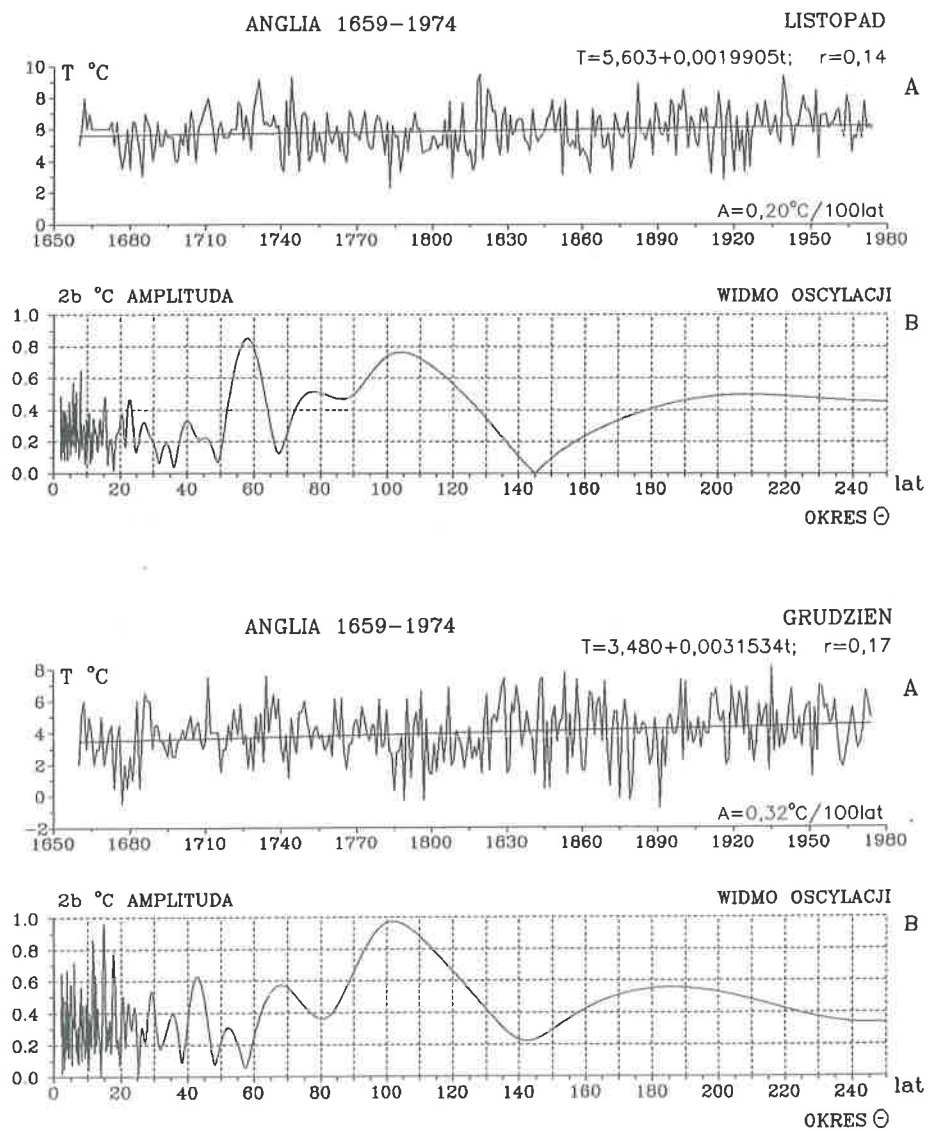 ANGLIA 1659–1974
LISTOPAD
T=5,603+0,0019905t; r=0,14
T °C
A
10
8
6
4
2
0
A=0,20°C/100lat
1650 1680 1710 1740 1770 1800 1830 1860 1890 1920 1950 1980
2b °C AMPLITUDA
WIDMO OSCYLACJI
B
1.0
0.8
0.6
0.4
0.2
0.0
0 20 40 60 80 100 120 140 160 180 200 220 240 lat
OKRES Θ
ANGLIA 1659–1974
GRUDZIEN
T=3,480+0,0031534t; r=0,17
T °C
A
8
6
4
2
0
−2
A=0,32°C/100lat
1650 1680 1710 1740 1770 1800 1830 1860 1890 1920 1950 1980
2b °C AMPLITUDA
WIDMO OSCYLACJI
B
1.0
0.8
0.6
0.4
0.2
0.0
0 20 40 60 80 100 120 140 160 180 200 220 240 lat
OKRES Θ